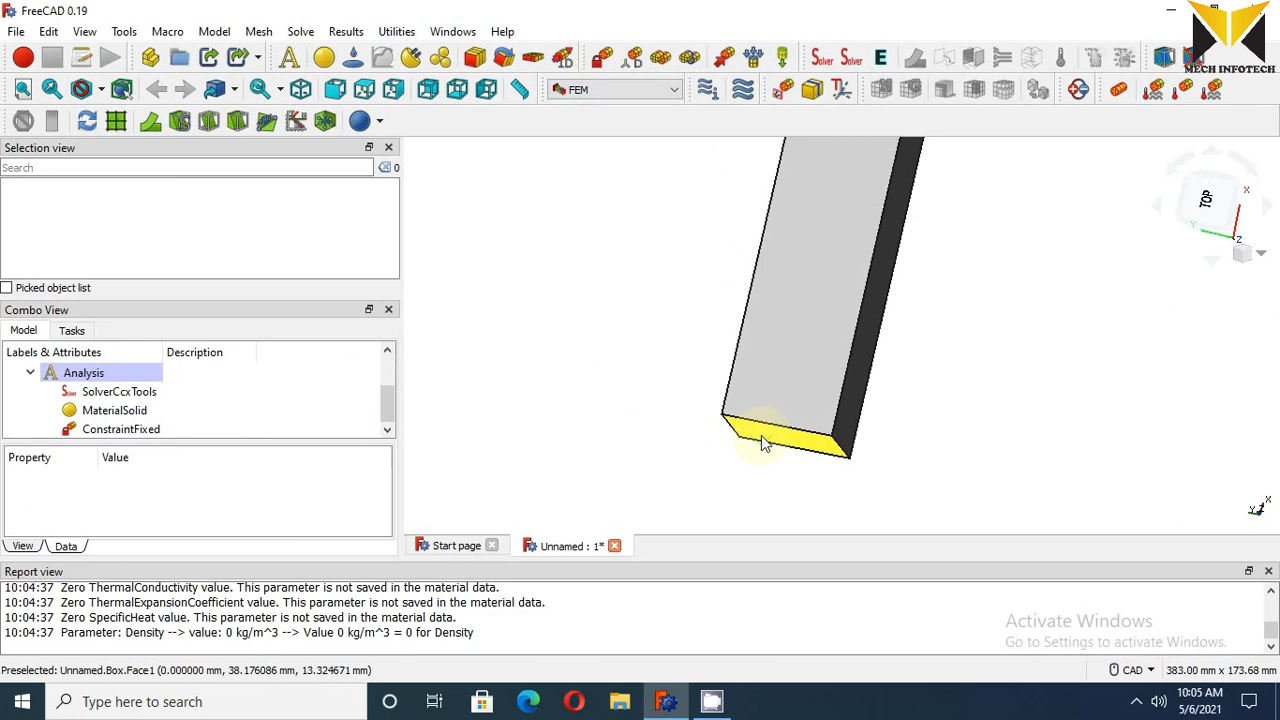 FreeCAD 0.19
File Edit View Tools Macro Model Mesh Solve Results Utilities Windows Help
MECH INFOTECH
A Solver Solver E
FEM
Selection view
Search
0
Picked object list
Combo View
Model Tasks
Labels & Attributes Description
A Analysis
Solver SolverCcxTools
MaterialSolid
ConstraintFixed
Property Value
View Data
TOP
X
Y
Z
X
Y
Start page Unnamed : 1*
Report view
10:04:37 Zero ThermalConductivity value. This parameter is not saved in the material data.
10:04:37 Zero ThermalExpansionCoefficient value. This parameter is not saved in the material data.
10:04:37 Zero SpecificHeat value. This parameter is not saved in the material data.
10:04:37 Parameter: Density --> value: 0 kg/m^3 --> Value 0 kg/m^3 = 0 for Density
Activate Windows
Go to Settings to activate Windows.
Preselected: Unnamed.Box.Face1 (0.000000 mm, 38.176086 mm, 13.324671 mm)
CAD 383.00 mm x 173.68 mm
Type here to search
10:05 AM
5/6/2021